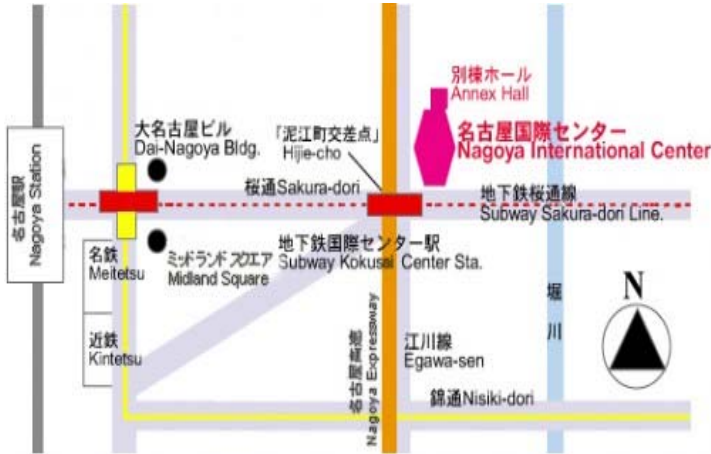 別棟ホール
Annex Hall
名古屋国際センター
Nagoya International Center
大名古屋ビル
Dai-Nagoya Bldg.
「泥江町交差点」
Hijie-cho
名古屋駅
Nagoya Station
桜通Sakura-dori
地下鉄桜通線
Subway Sakura-dori Line.
名鉄
Meitetsu
ミッドランド スクエア
Midland Square
地下鉄国際センター駅
Subway Kokusai Center Sta.
堀川
N
近鉄
Kintetsu
名古屋高速
Nagoya Expressway
江川線
Egawa-sen
錦通Nisiki-dori